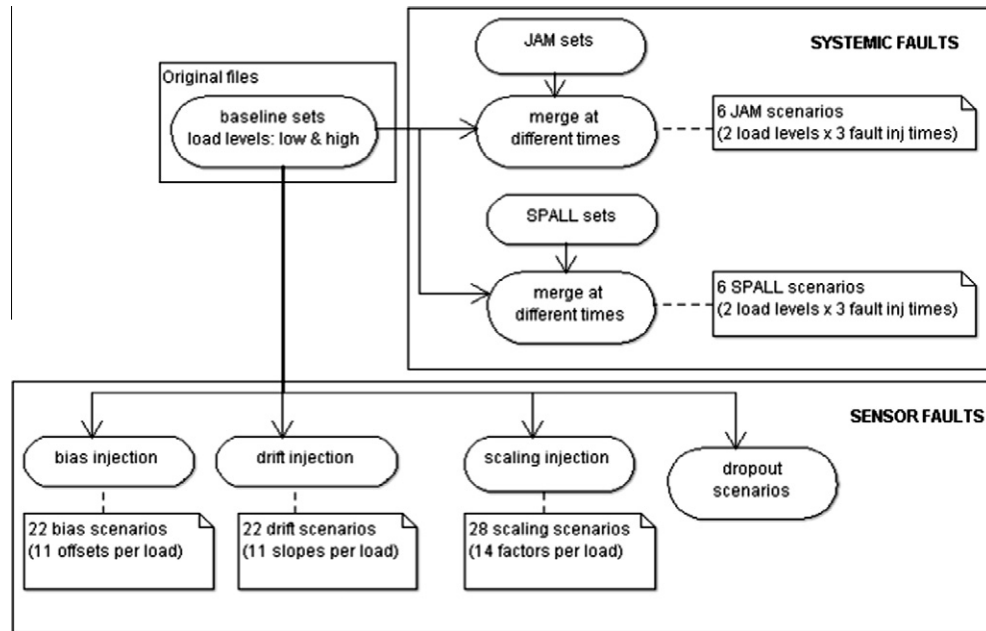 JAM sets
SYSTEMIC FAULTS
Original files
baseline sets
load levels: low & high
merge at
different times
6 JAM scenarios
(2 load levels x 3 fault inj times)
SPALL sets
merge at
different times
6 SPALL scenarios
(2 load levels x 3 fault inj times)
SENSOR FAULTS
bias injection
drift injection
scaling injection
dropout
scenarios
22 bias scenarios
(11 offsets per load)
22 drift scenarios
(11 slopes per load)
28 scaling scenarios
(14 factors per load)